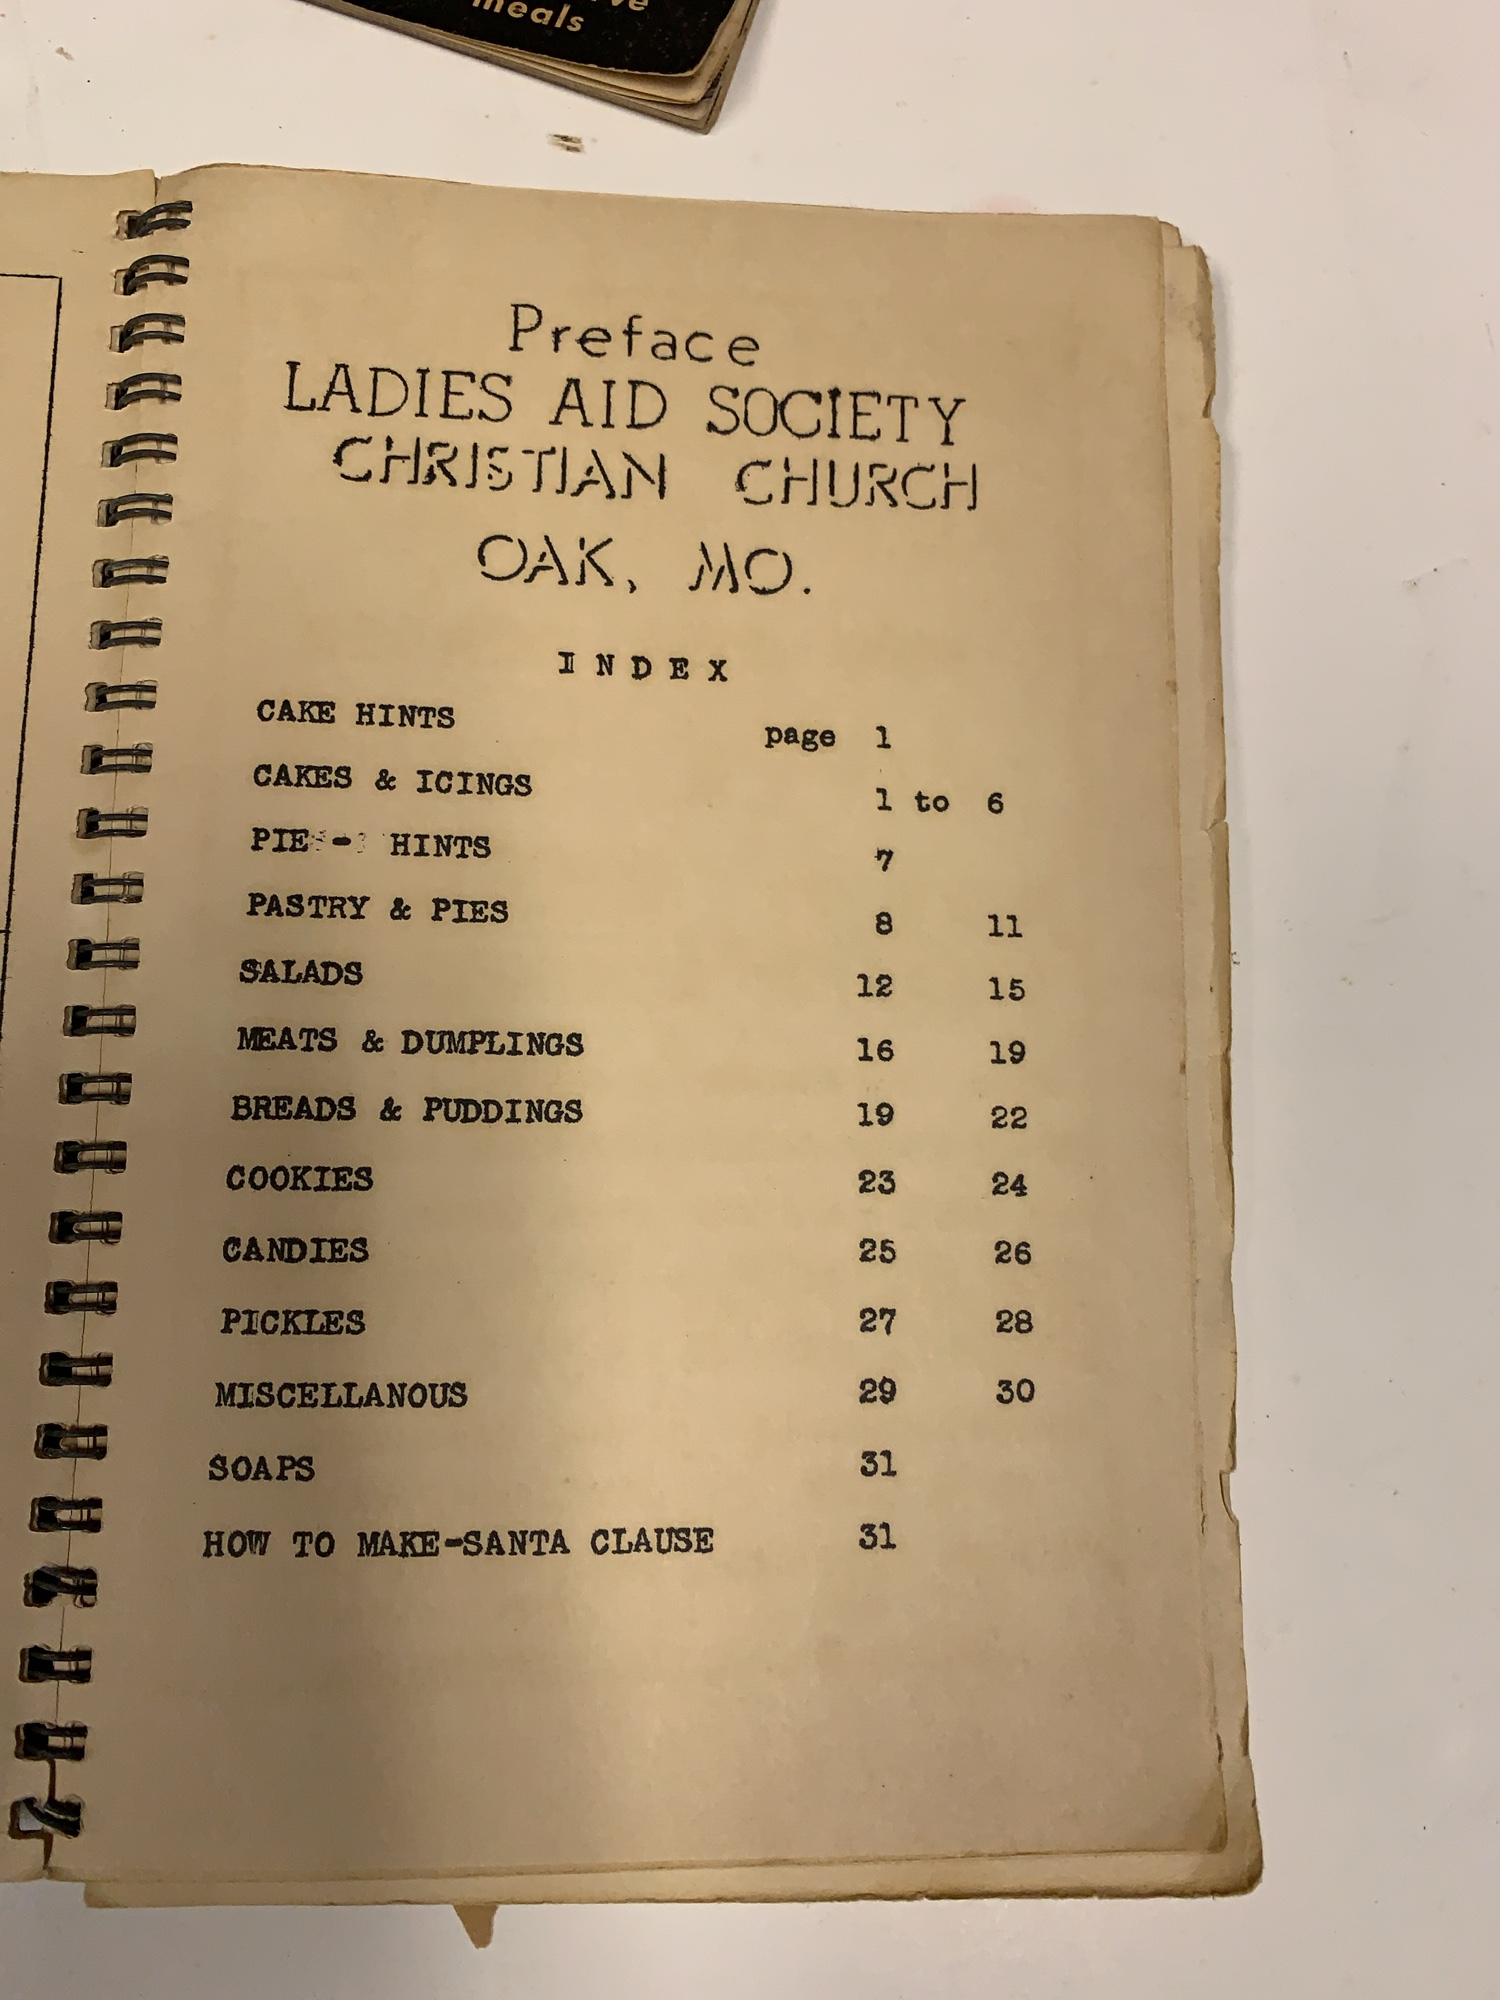 meals
Preface
LADIES AID SOCIETY
CHRISTIAN CHURCH
OAK, MO.
INDEX
CAKE HINTS page 1
CAKES & ICINGS 1 to 6
PIE - HINTS 7
PASTRY & PIES 8 11
SALADS 12 15
MEATS & DUMPLINGS 16 19
BREADS & PUDDINGS 19 22
COOKIES 23 24
CANDIES 25 26
PICKLES 27 28
MISCELLANOUS 29 30
SOAPS 31
HOW TO MAKE-SANTA CLAUSE 31